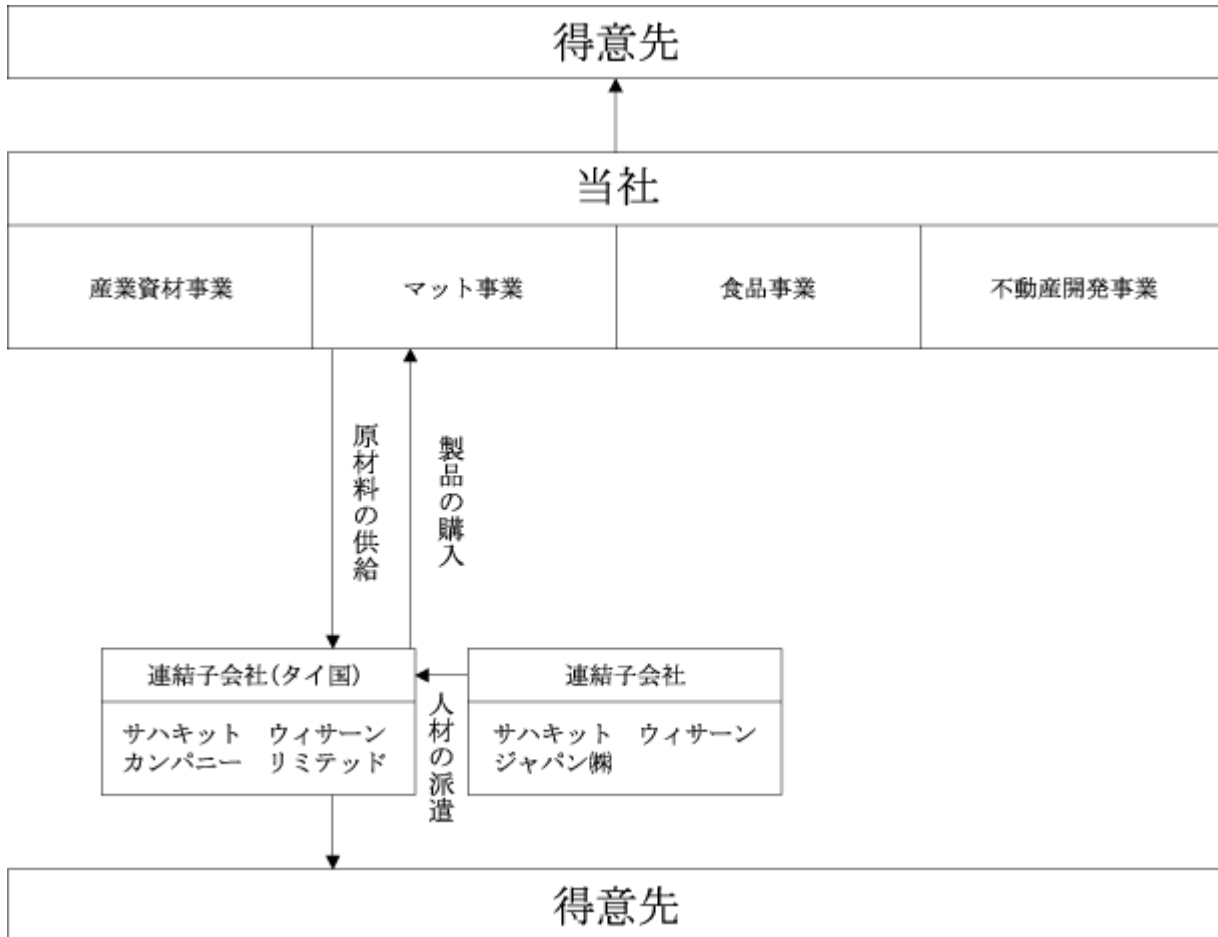 得意先
当社
産業資材事業
マット事業
食品事業
不動産開発事業
原材料の供給
製品の購入
連結子会社(タイ国)
サハキット　ウィサーン
カンパニー　リミテッド
人材の派遣
連結子会社
サハキット　ウィサーン
ジャパン㈱
得意先